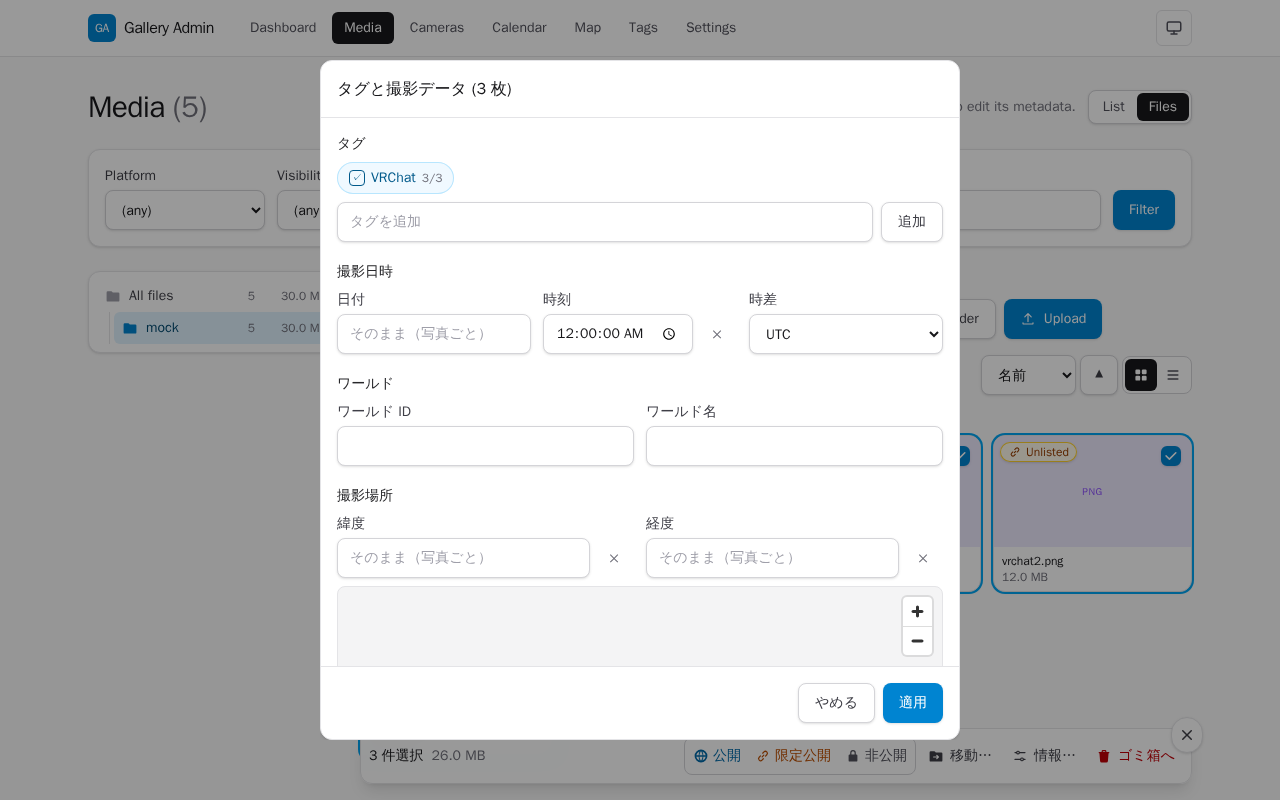 GA Gallery Admin Dashboard Media Cameras Calendar Map Tags Settings
Media (5)
to edit its metadata. List Files
Platform
(any)
Filter
All files 5
mock 5
Upload
名前 ▲
Unlisted
PNG
vrchat2.png
12.0 MB
タグと撮影データ (3 枚)
タグ
VRChat 3/3
タグを追加 追加
撮影日時
日付 時刻 時差
そのまま（写真ごと） 12:00:00 AM × UTC
ワールド
ワールド ID ワールド名
撮影場所
緯度 経度
そのまま（写真ごと） × そのまま（写真ごと） ×
+
−
やめる 適用
3 件選択 26.0 MB 公開 限定公開 非公開 移動… 情報… ゴミ箱へ ×